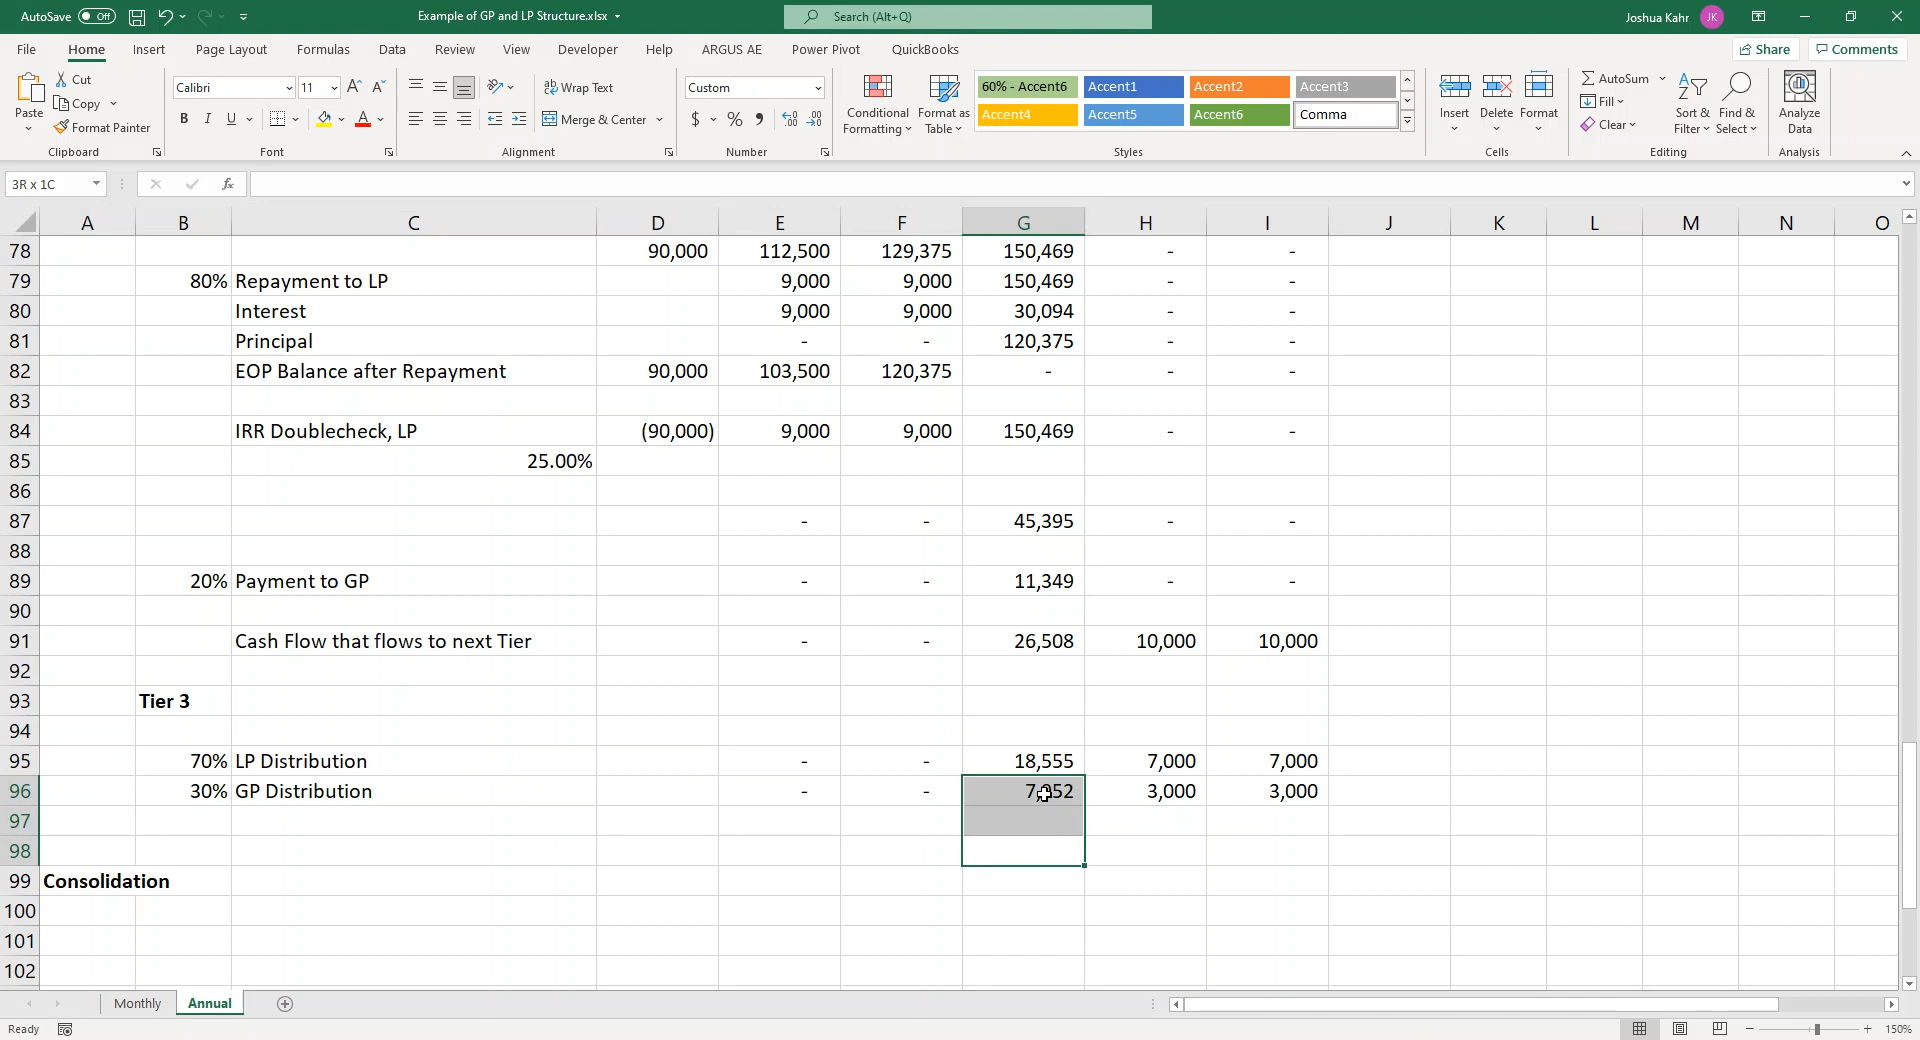 AutoSave Off Example of GP and LP Structure.xlsx Search (Alt+Q) Joshua Kahr JK
File Home Insert Page Layout Formulas Data Review View Developer Help ARGUS AE Power Pivot QuickBooks Share Comments
Paste
Cut
Copy
Format Painter
Clipboard
Calibri 11
B I U
Font
Wrap Text
Merge & Center
Alignment
Custom
$ % 9
Number
Conditional
Formatting
Format as
Table
60% - Accent6 Accent1 Accent2 Accent3
Accent4 Accent5 Accent6 Comma
Styles
Insert Delete Format
Cells
AutoSum
Fill
Clear
Sort &
Filter
Find &
Select
Editing
Analyze
Data
Analysis
3R x 1C fx
A B C D E F G H I J K L M N O
78 90,000 112,500 129,375 150,469 - -
79 80% Repayment to LP 9,000 9,000 150,469 - -
80 Interest 9,000 9,000 30,094 - -
81 Principal - - 120,375 - -
82 EOP Balance after Repayment 90,000 103,500 120,375 - - -
83
84 IRR Doublecheck, LP (90,000) 9,000 9,000 150,469 - -
85 25.00%
86
87 - - 45,395 - -
88
89 20% Payment to GP - - 11,349 - -
90
91 Cash Flow that flows to next Tier - - 26,508 10,000 10,000
92
93 Tier 3
94
95 70% LP Distribution - - 18,555 7,000 7,000
96 30% GP Distribution - - 3,000 3,000
97
98
99 Consolidation
100
101
102
Monthly Annual
Ready 150%